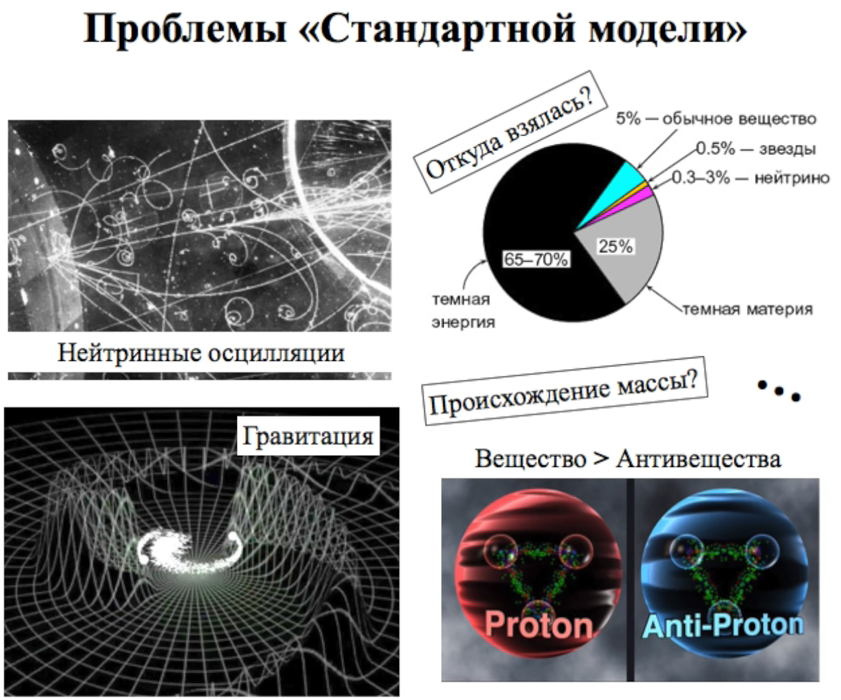 Проблемы «Стандартной модели»
Откуда взялась?
5% — обычное вещество
0.5% — звезды
0.3–3% — нейтрино
65–70%
25%
темная
энергия
темная материя
Нейтринные осцилляции
Происхождение массы?
...
Гравитация
Вещество > Антивещества
Proton
Anti-Proton